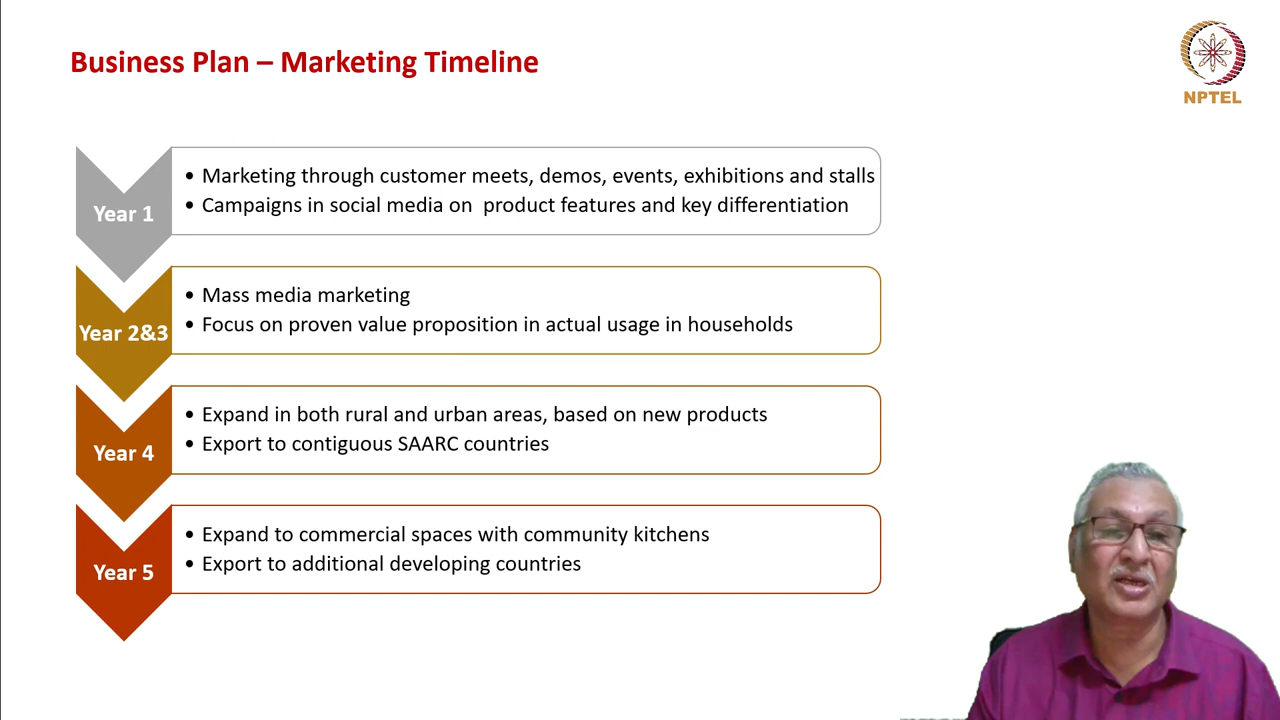 Business Plan – Marketing Timeline
NPTEL
Year 1
• Marketing through customer meets, demos, events, exhibitions and stalls
• Campaigns in social media on product features and key differentiation
Year 2&3
• Mass media marketing
• Focus on proven value proposition in actual usage in households
Year 4
• Expand in both rural and urban areas, based on new products
• Export to contiguous SAARC countries
Year 5
• Expand to commercial spaces with community kitchens
• Export to additional developing countries